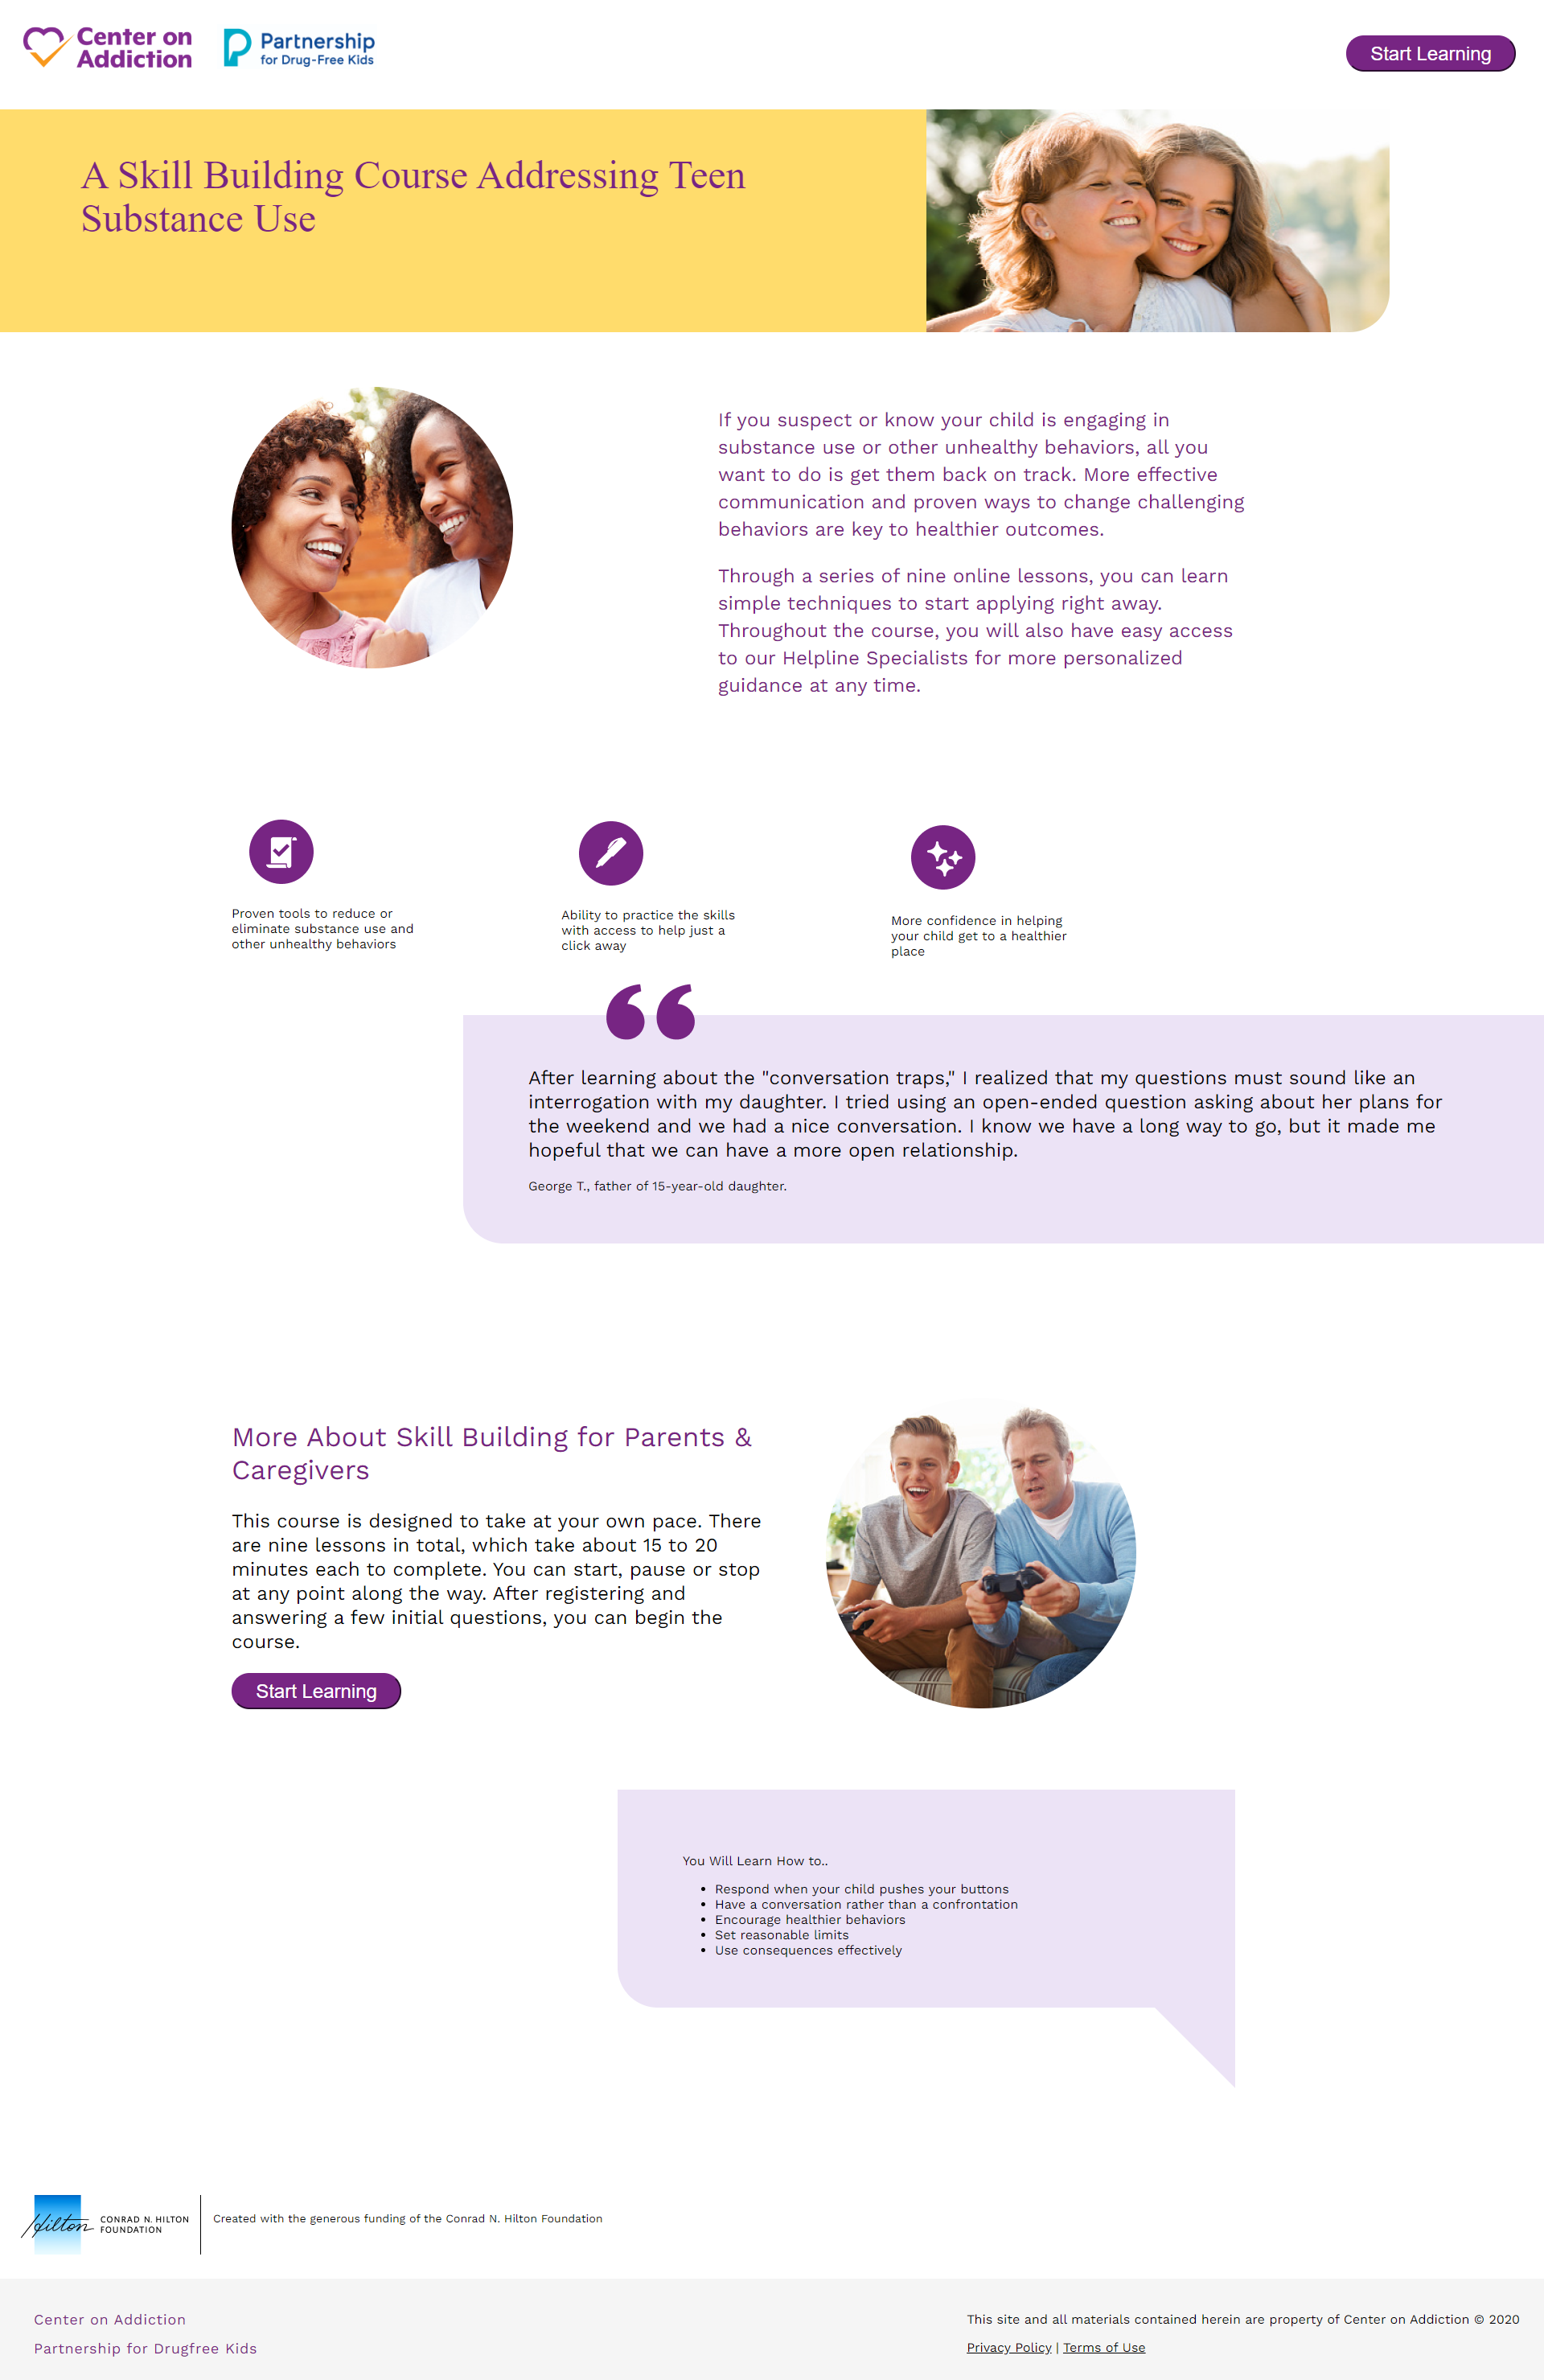 Center on
Addiction
Partnership
for Drug-Free Kids
Start Learning
A Skill Building Course Addressing Teen
Substance Use
If you suspect or know your child is engaging in
substance use or other unhealthy behaviors, all you
want to do is get them back on track. More effective
communication and proven ways to change challenging
behaviors are key to healthier outcomes.
Through a series of nine online lessons, you can learn
simple techniques to start applying right away.
Throughout the course, you will also have easy access
to our Helpline Specialists for more personalized
guidance at any time.
Proven tools to reduce or
eliminate substance use and
other unhealthy behaviors
Ability to practice the skills
with access to help just a
click away
More confidence in helping
your child get to a healthier
place
“
After learning about the "conversation traps," I realized that my questions must sound like an
interrogation with my daughter. I tried using an open-ended question asking about her plans for
the weekend and we had a nice conversation. I know we have a long way to go, but it made me
hopeful that we can have a more open relationship.
George T., father of 15-year-old daughter.
More About Skill Building for Parents &
Caregivers
This course is designed to take at your own pace. There
are nine lessons in total, which take about 15 to 20
minutes each to complete. You can start, pause or stop
at any point along the way. After registering and
answering a few initial questions, you can begin the
course.
Start Learning
You Will Learn How to..
• Respond when your child pushes your buttons
• Have a conversation rather than a confrontation
• Encourage healthier behaviors
• Set reasonable limits
• Use consequences effectively
Hilton
CONRAD N. HILTON
FOUNDATION
Created with the generous funding of the Conrad N. Hilton Foundation
Center on Addiction
Partnership for Drugfree Kids
This site and all materials contained herein are property of Center on Addiction © 2020
Privacy Policy | Terms of Use